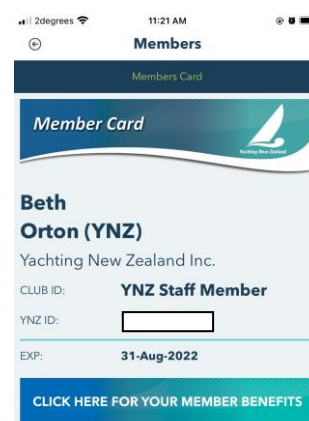 2degrees 11:21 AM
Members
Members Card
Member Card
Yachting New Zealand
Beth
Orton (YNZ)
Yachting New Zealand Inc.
CLUB ID: YNZ Staff Member
YNZ ID:
EXP: 31-Aug-2022
CLICK HERE FOR YOUR MEMBER BENEFITS